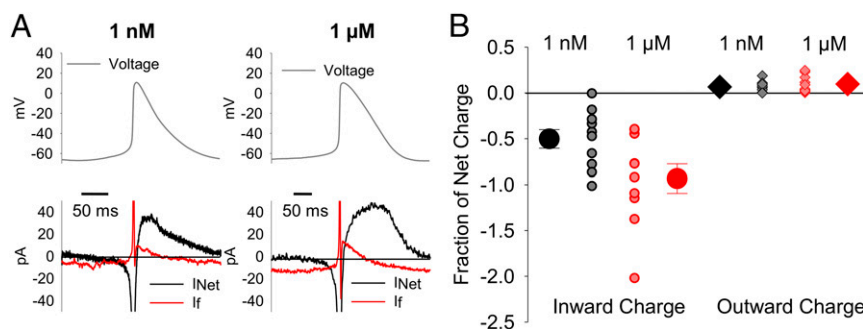 A
1 nM
1 µM
B
40
20
0
-20
-40
-60
mV
Voltage
40
20
0
-20
-40
-60
mV
Voltage
50 ms
50 ms
40
20
0
-20
-40
pA
INet
If
40
20
0
-20
-40
pA
INet
If
0.5
0.0
-0.5
-1.0
-1.5
-2.0
-2.5
Fraction of Net Charge
1 nM
1 µM
1 nM
1 µM
Inward Charge
Outward Charge